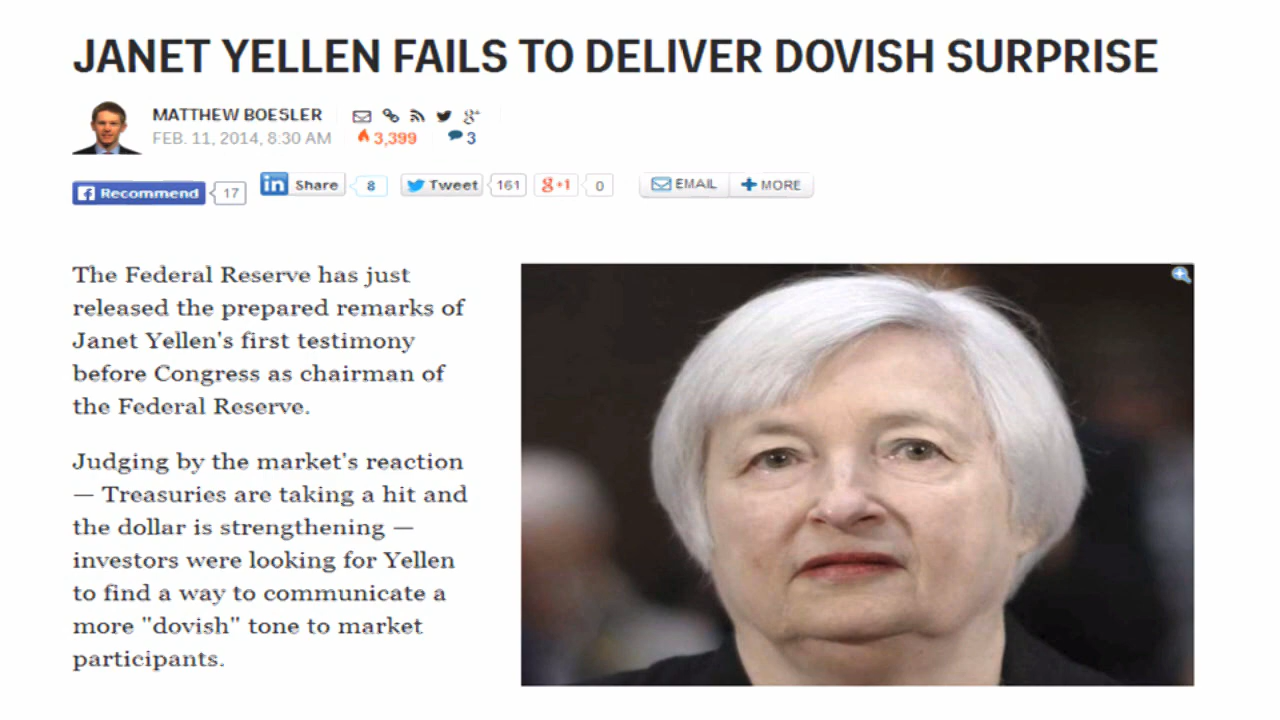 JANET YELLEN FAILS TO DELIVER DOVISH SURPRISE
MATTHEW BOESLER
FEB. 11, 2014, 8:30 AM 3,399 3
Recommend 17 in Share 8 Tweet 161 g+1 0 EMAIL + MORE
The Federal Reserve has just
released the prepared remarks of
Janet Yellen's first testimony
before Congress as chairman of
the Federal Reserve.
Judging by the market's reaction
— Treasuries are taking a hit and
the dollar is strengthening —
investors were looking for Yellen
to find a way to communicate a
more "dovish" tone to market
participants.